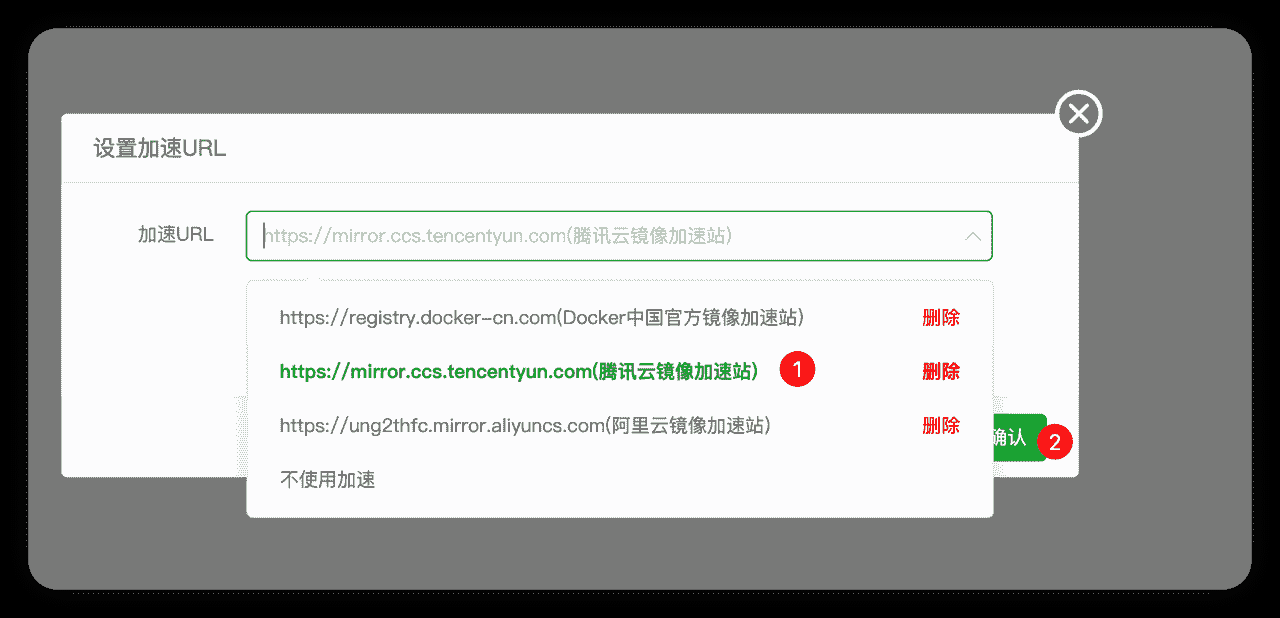 设置加速URL
加速URL
https://mirror.ccs.tencentyun.com(腾讯云镜像加速站)
https://registry.docker-cn.com(Docker中国官方镜像加速站) 删除
https://mirror.ccs.tencentyun.com(腾讯云镜像加速站) 1 删除
https://ung2thfc.mirror.aliyuncs.com(阿里云镜像加速站) 删除
确认 2
不使用加速